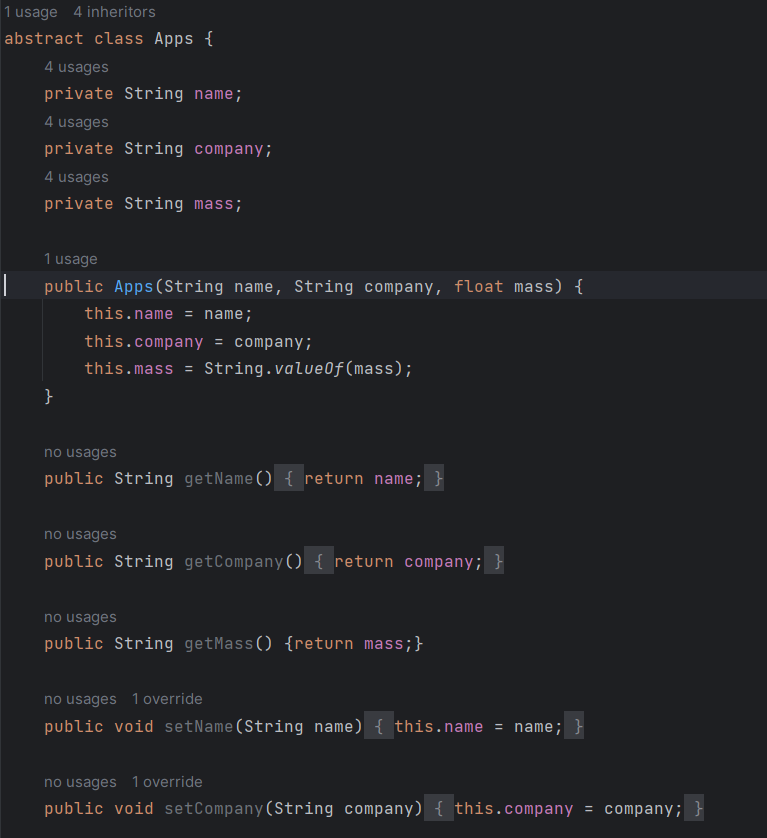 1 usage   4 inheritors
abstract class Apps {
    4 usages
    private String name;
    4 usages
    private String company;
    4 usages
    private String mass;

    1 usage
    public Apps(String name, String company, float mass) {
        this.name = name;
        this.company = company;
        this.mass = String.valueOf(mass);
    }

    no usages
    public String getName() { return name; }

    no usages
    public String getCompany() { return company; }

    no usages
    public String getMass() {return mass;}

    no usages   1 override
    public void setName(String name) { this.name = name; }

    no usages   1 override
    public void setCompany(String company) { this.company = company; }